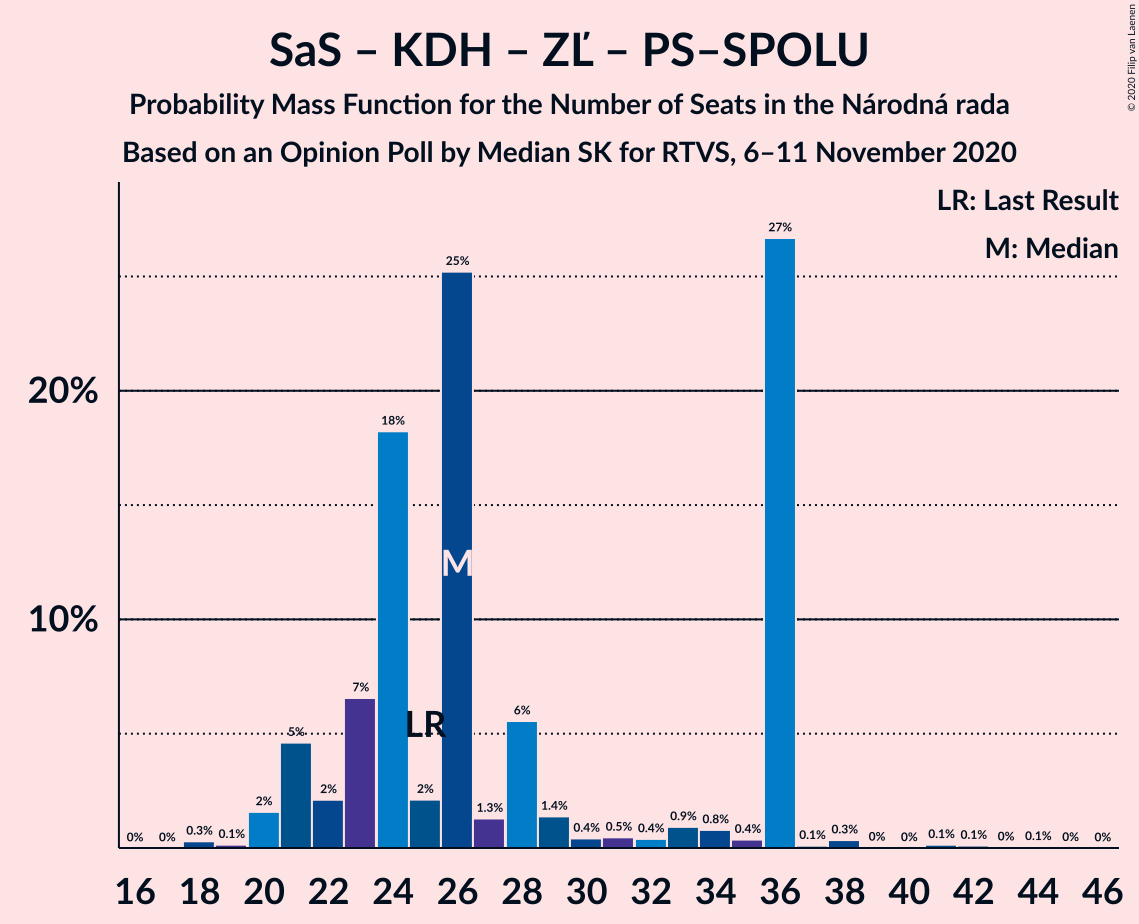 SaS – KDH – ZĽ – PS–SPOLU
Probability Mass Function for the Number of Seats in the Národná rada
Based on an Opinion Poll by Median SK for RTVS, 6–11 November 2020
© 2020 Filip van Laenen
LR: Last Result
M: Median
20%
10%
0% 0% 0.3% 0.1% 2% 5% 2% 7% 18% 2% 25% 1.3% 6% 1.4% 0.4% 0.5% 0.4% 0.9% 0.8% 0.4% 27% 0.1% 0.3% 0% 0% 0.1% 0.1% 0% 0.1% 0% 0%
LR
M
16 18 20 22 24 26 28 30 32 34 36 38 40 42 44 46